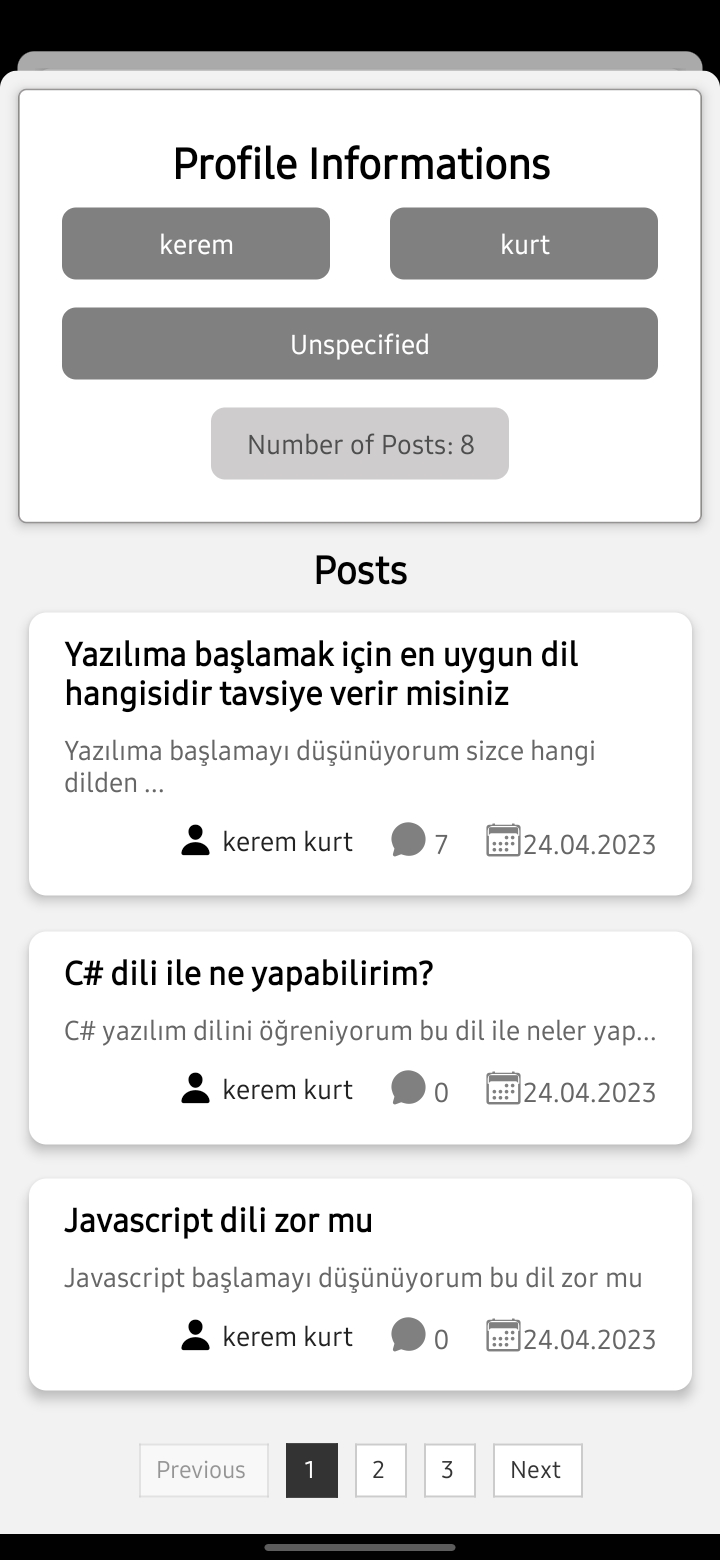 Profile Informations
kerem
kurt
Unspecified
Number of Posts: 8
Posts
Yazılıma başlamak için en uygun dil
hangisidir tavsiye verir misiniz
Yazılıma başlamayı düşünüyorum sizce hangi
dilden ...
kerem kurt 7 24.04.2023
C# dili ile ne yapabilirim?
C# yazılım dilini öğreniyorum bu dil ile neler yap...
kerem kurt 0 24.04.2023
Javascript dili zor mu
Javascript başlamayı düşünüyorum bu dil zor mu
kerem kurt 0 24.04.2023
Previous 1 2 3 Next